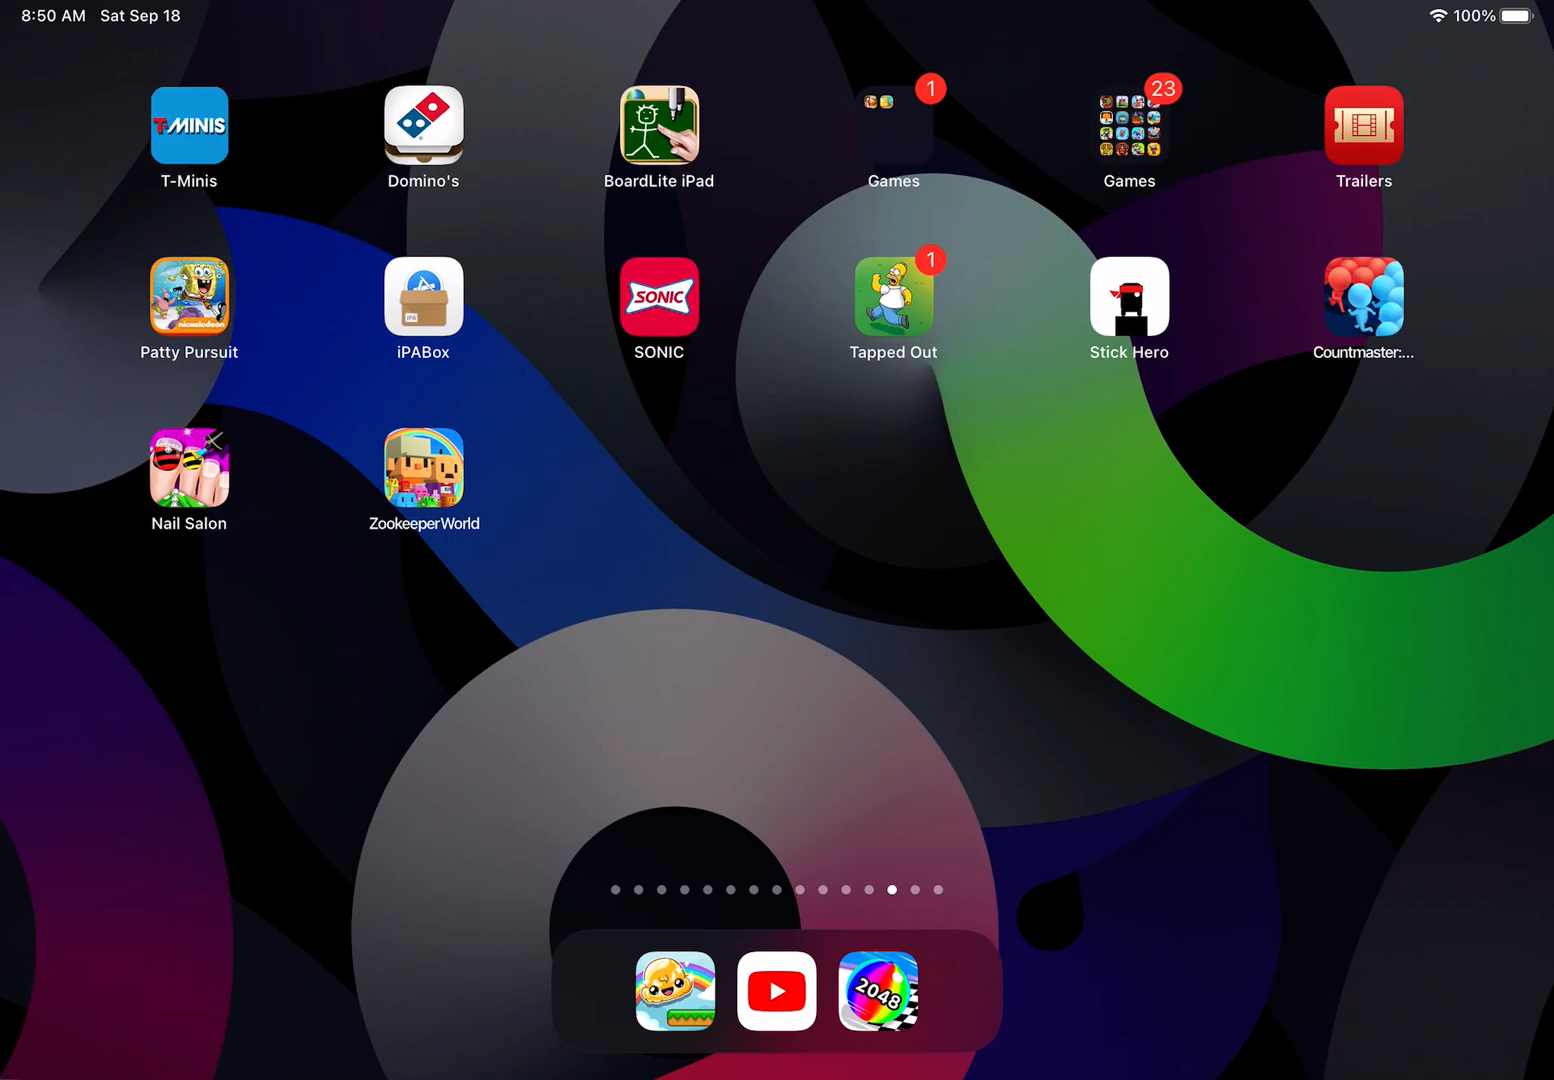 8:50 AM Sat Sep 18
100%
1
23
T-MINIS
T-Minis
Domino's
BoardLite iPad
Games
Games
Trailers
1
nickelodeon
IPA
SONIC
Patty Pursuit
iPABox
SONIC
Tapped Out
Stick Hero
Countmaster:...
Nail Salon
ZookeeperWorld
2048